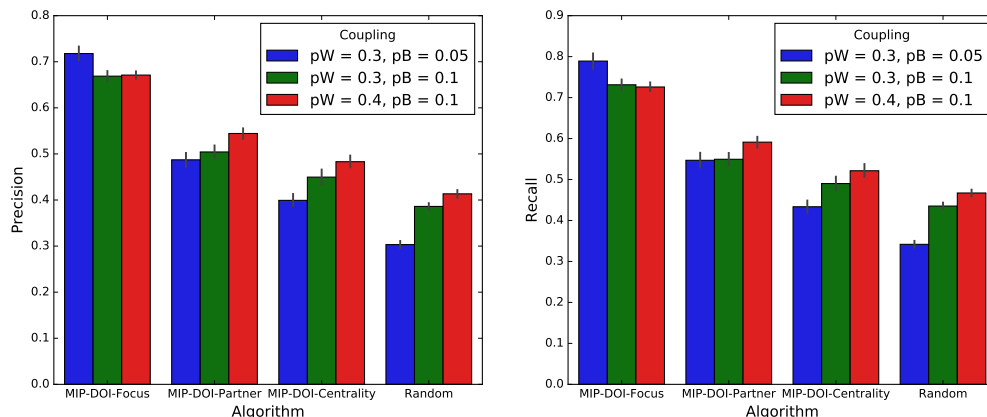 0.8
0.7
0.6
0.5
0.4
0.3
0.2
0.1
0.0
Precision
Coupling
pW = 0.3, pB = 0.05
pW = 0.3, pB = 0.1
pW = 0.4, pB = 0.1
MIP-DOI-Focus
MIP-DOI-Partner
MIP-DOI-Centrality
Random
Algorithm
0.9
0.8
0.7
0.6
0.5
0.4
0.3
0.2
0.1
0.0
Recall
Coupling
pW = 0.3, pB = 0.05
pW = 0.3, pB = 0.1
pW = 0.4, pB = 0.1
MIP-DOI-Focus
MIP-DOI-Partner
MIP-DOI-Centrality
Random
Algorithm